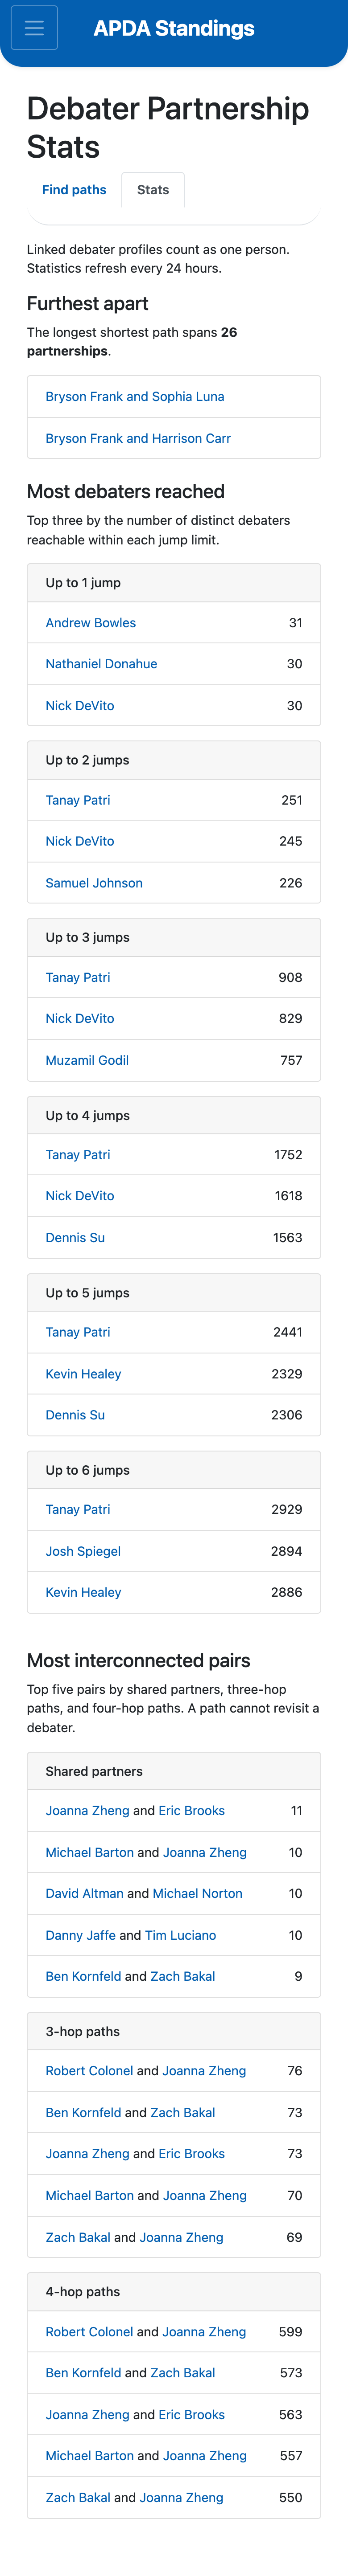 APDA Standings
Debater Partnership
Stats
Find paths
Stats
Linked debater profiles count as one person.
Statistics refresh every 24 hours.
Furthest apart
The longest shortest path spans 26
partnerships.
Bryson Frank and Sophia Luna
Bryson Frank and Harrison Carr
Most debaters reached
Top three by the number of distinct debaters
reachable within each jump limit.
Up to 1 jump
Andrew Bowles 31
Nathaniel Donahue 30
Nick DeVito 30
Up to 2 jumps
Tanay Patri 251
Nick DeVito 245
Samuel Johnson 226
Up to 3 jumps
Tanay Patri 908
Nick DeVito 829
Muzamil Godil 757
Up to 4 jumps
Tanay Patri 1752
Nick DeVito 1618
Dennis Su 1563
Up to 5 jumps
Tanay Patri 2441
Kevin Healey 2329
Dennis Su 2306
Up to 6 jumps
Tanay Patri 2929
Josh Spiegel 2894
Kevin Healey 2886
Most interconnected pairs
Top five pairs by shared partners, three-hop
paths, and four-hop paths. A path cannot revisit a
debater.
Shared partners
Joanna Zheng and Eric Brooks 11
Michael Barton and Joanna Zheng 10
David Altman and Michael Norton 10
Danny Jaffe and Tim Luciano 10
Ben Kornfeld and Zach Bakal 9
3-hop paths
Robert Colonel and Joanna Zheng 76
Ben Kornfeld and Zach Bakal 73
Joanna Zheng and Eric Brooks 73
Michael Barton and Joanna Zheng 70
Zach Bakal and Joanna Zheng 69
4-hop paths
Robert Colonel and Joanna Zheng 599
Ben Kornfeld and Zach Bakal 573
Joanna Zheng and Eric Brooks 563
Michael Barton and Joanna Zheng 557
Zach Bakal and Joanna Zheng 550